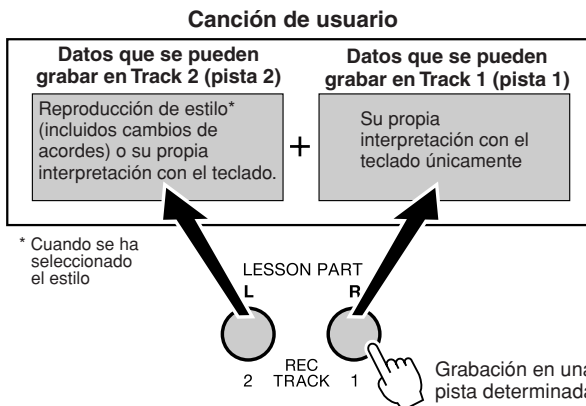 Canción de usuario
Datos que se pueden
grabar en Track 2 (pista 2)
Reproducción de estilo*
(incluidos cambios de
acordes) o su propia
interpretación con el teclado.
+
Datos que se pueden
grabar en Track 1 (pista 1)
Su propia
interpretación con el
teclado únicamente
* Cuando se ha
seleccionado
el estilo
LESSON PART
L R
REC
2 TRACK 1
Grabación en una
pista determinada